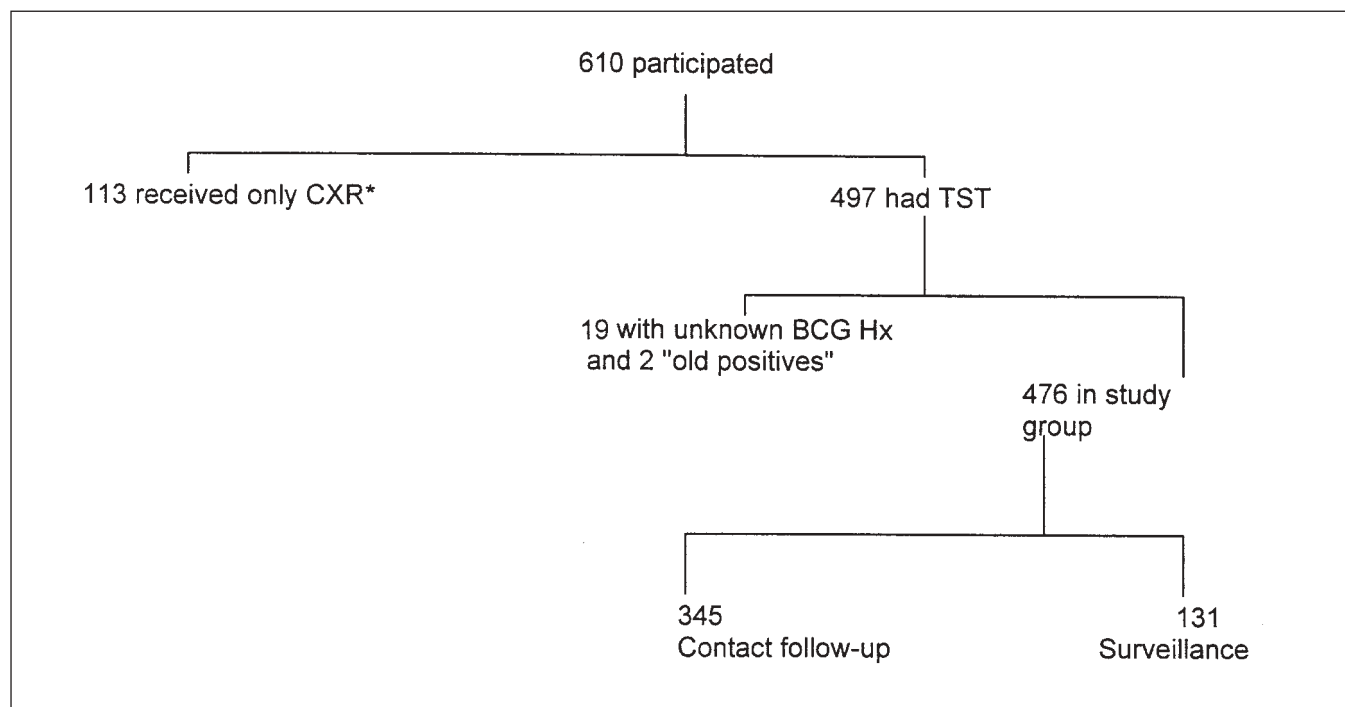 610 participated
113 received only CXR*
497 had TST
19 with unknown BCG Hx
and 2 "old positives"
476 in study
group
345
Contact follow-up
131
Surveillance